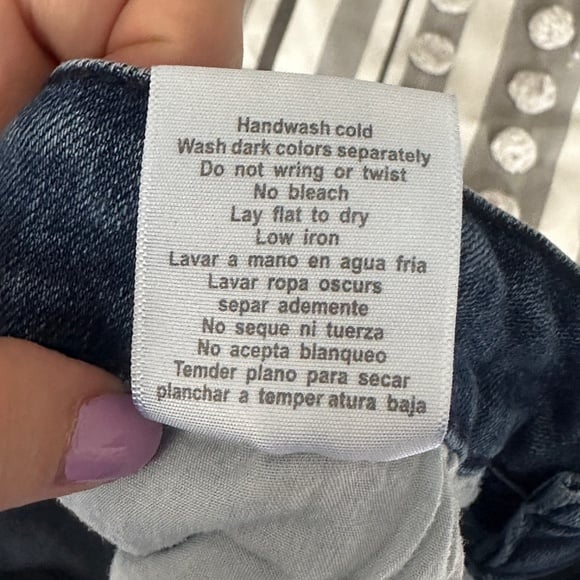 Handwash cold
Wash dark colors separately
Do not wring or twist
No bleach
Lay flat to dry
Low iron
Lavar a mano en agua fria
Lavar ropa oscurs
separ ademente
No seque ni tuerza
No acepta blanqueo
Temder plano para secar
planchar a temper atura baja